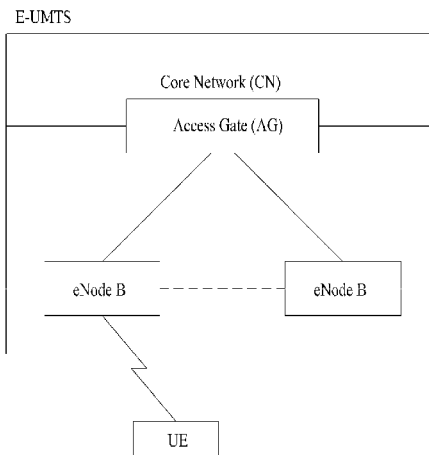 E-UMTS
Core Network (CN)
Access Gate (AG)
eNode B
eNode B
UE